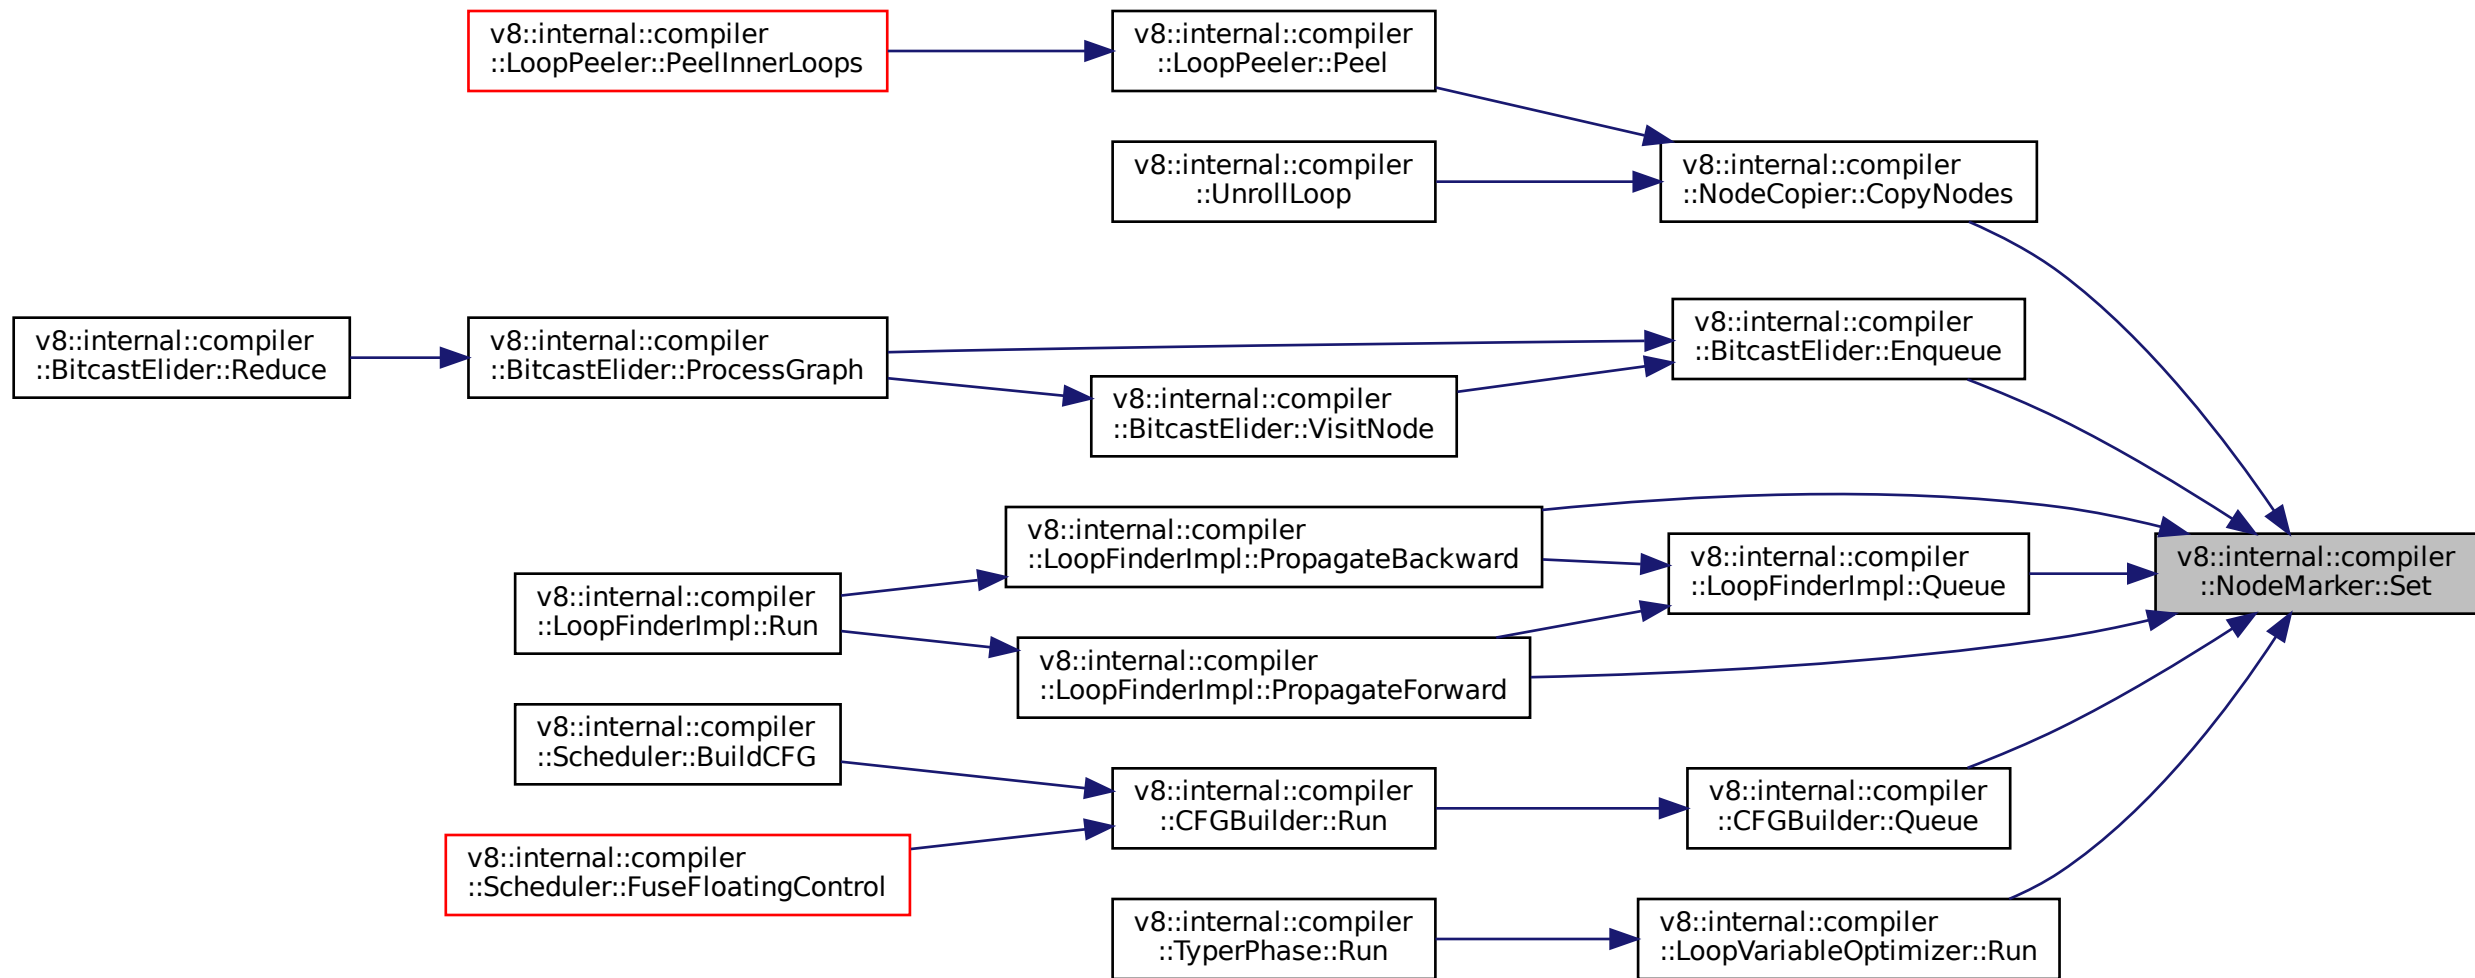 v8::internal::compiler
::LoopPeeler::PeelInnerLoops
v8::internal::compiler
::LoopPeeler::Peel
v8::internal::compiler
::UnrollLoop
v8::internal::compiler
::NodeCopier::CopyNodes
v8::internal::compiler
::BitcastElider::Reduce
v8::internal::compiler
::BitcastElider::ProcessGraph
v8::internal::compiler
::BitcastElider::Enqueue
v8::internal::compiler
::BitcastElider::VisitNode
v8::internal::compiler
::LoopFinderImpl::PropagateBackward
v8::internal::compiler
::LoopFinderImpl::Queue
v8::internal::compiler
::NodeMarker::Set
v8::internal::compiler
::LoopFinderImpl::Run
v8::internal::compiler
::LoopFinderImpl::PropagateForward
v8::internal::compiler
::Scheduler::BuildCFG
v8::internal::compiler
::CFGBuilder::Run
v8::internal::compiler
::CFGBuilder::Queue
v8::internal::compiler
::Scheduler::FuseFloatingControl
v8::internal::compiler
::TyperPhase::Run
v8::internal::compiler
::LoopVariableOptimizer::Run